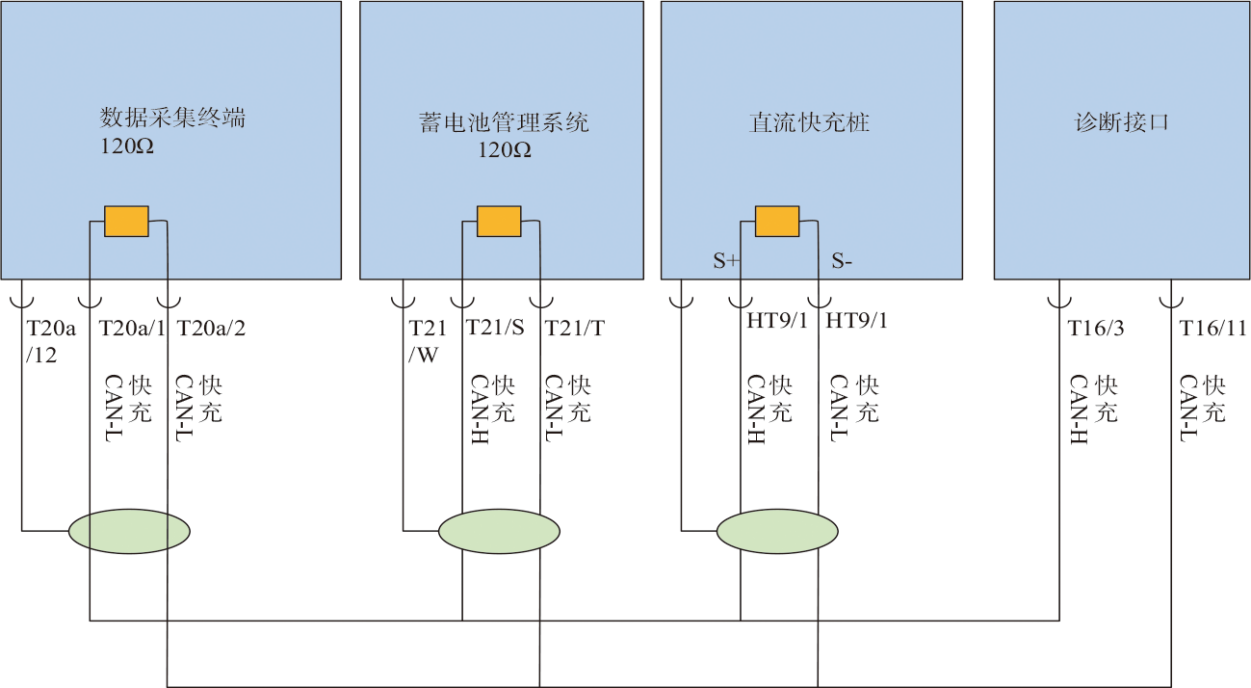 数据采集终端
120Ω
蓄电池管理系统
120Ω
直流快充桩
诊断接口
S+
S-
T20a
/12
T20a/1
T20a/2
T21
/W
T21/S
T21/T
HT9/1
HT9/1
T16/3
T16/11
快充
CAN-L
快充
CAN-L
快充
CAN-H
快充
CAN-L
快充
CAN-H
快充
CAN-L
快充
CAN-H
快充
CAN-L